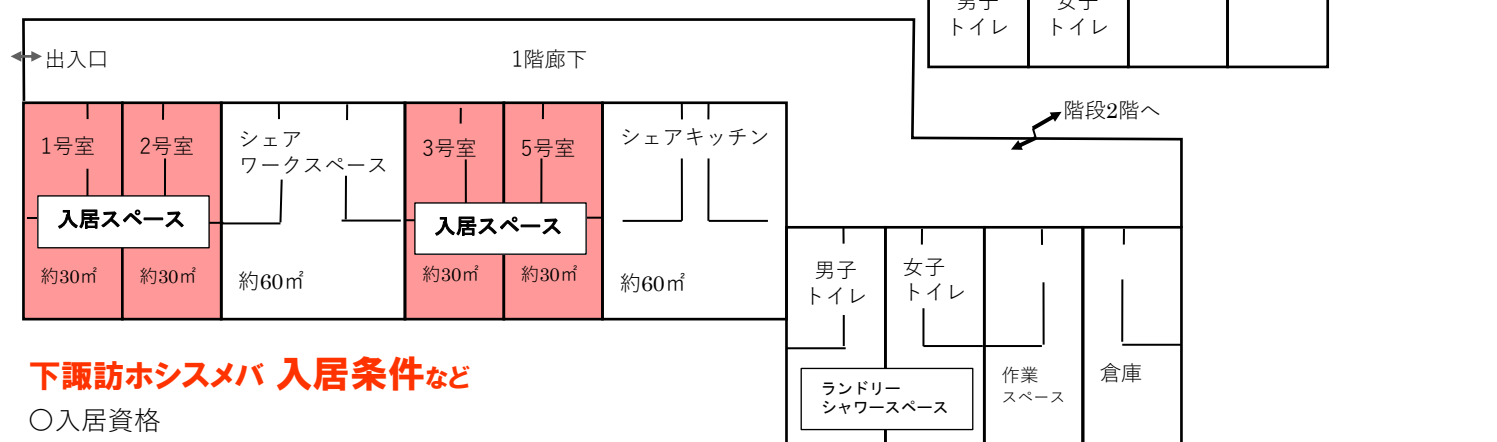 男子
トイレ
女子
トイレ
出入口
1階廊下
階段2階へ
1号室
2号室
シェア
ワークスペース
3号室
5号室
シェアキッチン
入居スペース
入居スペース
約30㎡
約30㎡
約60㎡
約30㎡
約30㎡
約60㎡
男子
トイレ
女子
トイレ
ランドリー
シャワースペース
作業
スペース
倉庫
下諏訪ホシスメバ 入居条件など
〇入居資格